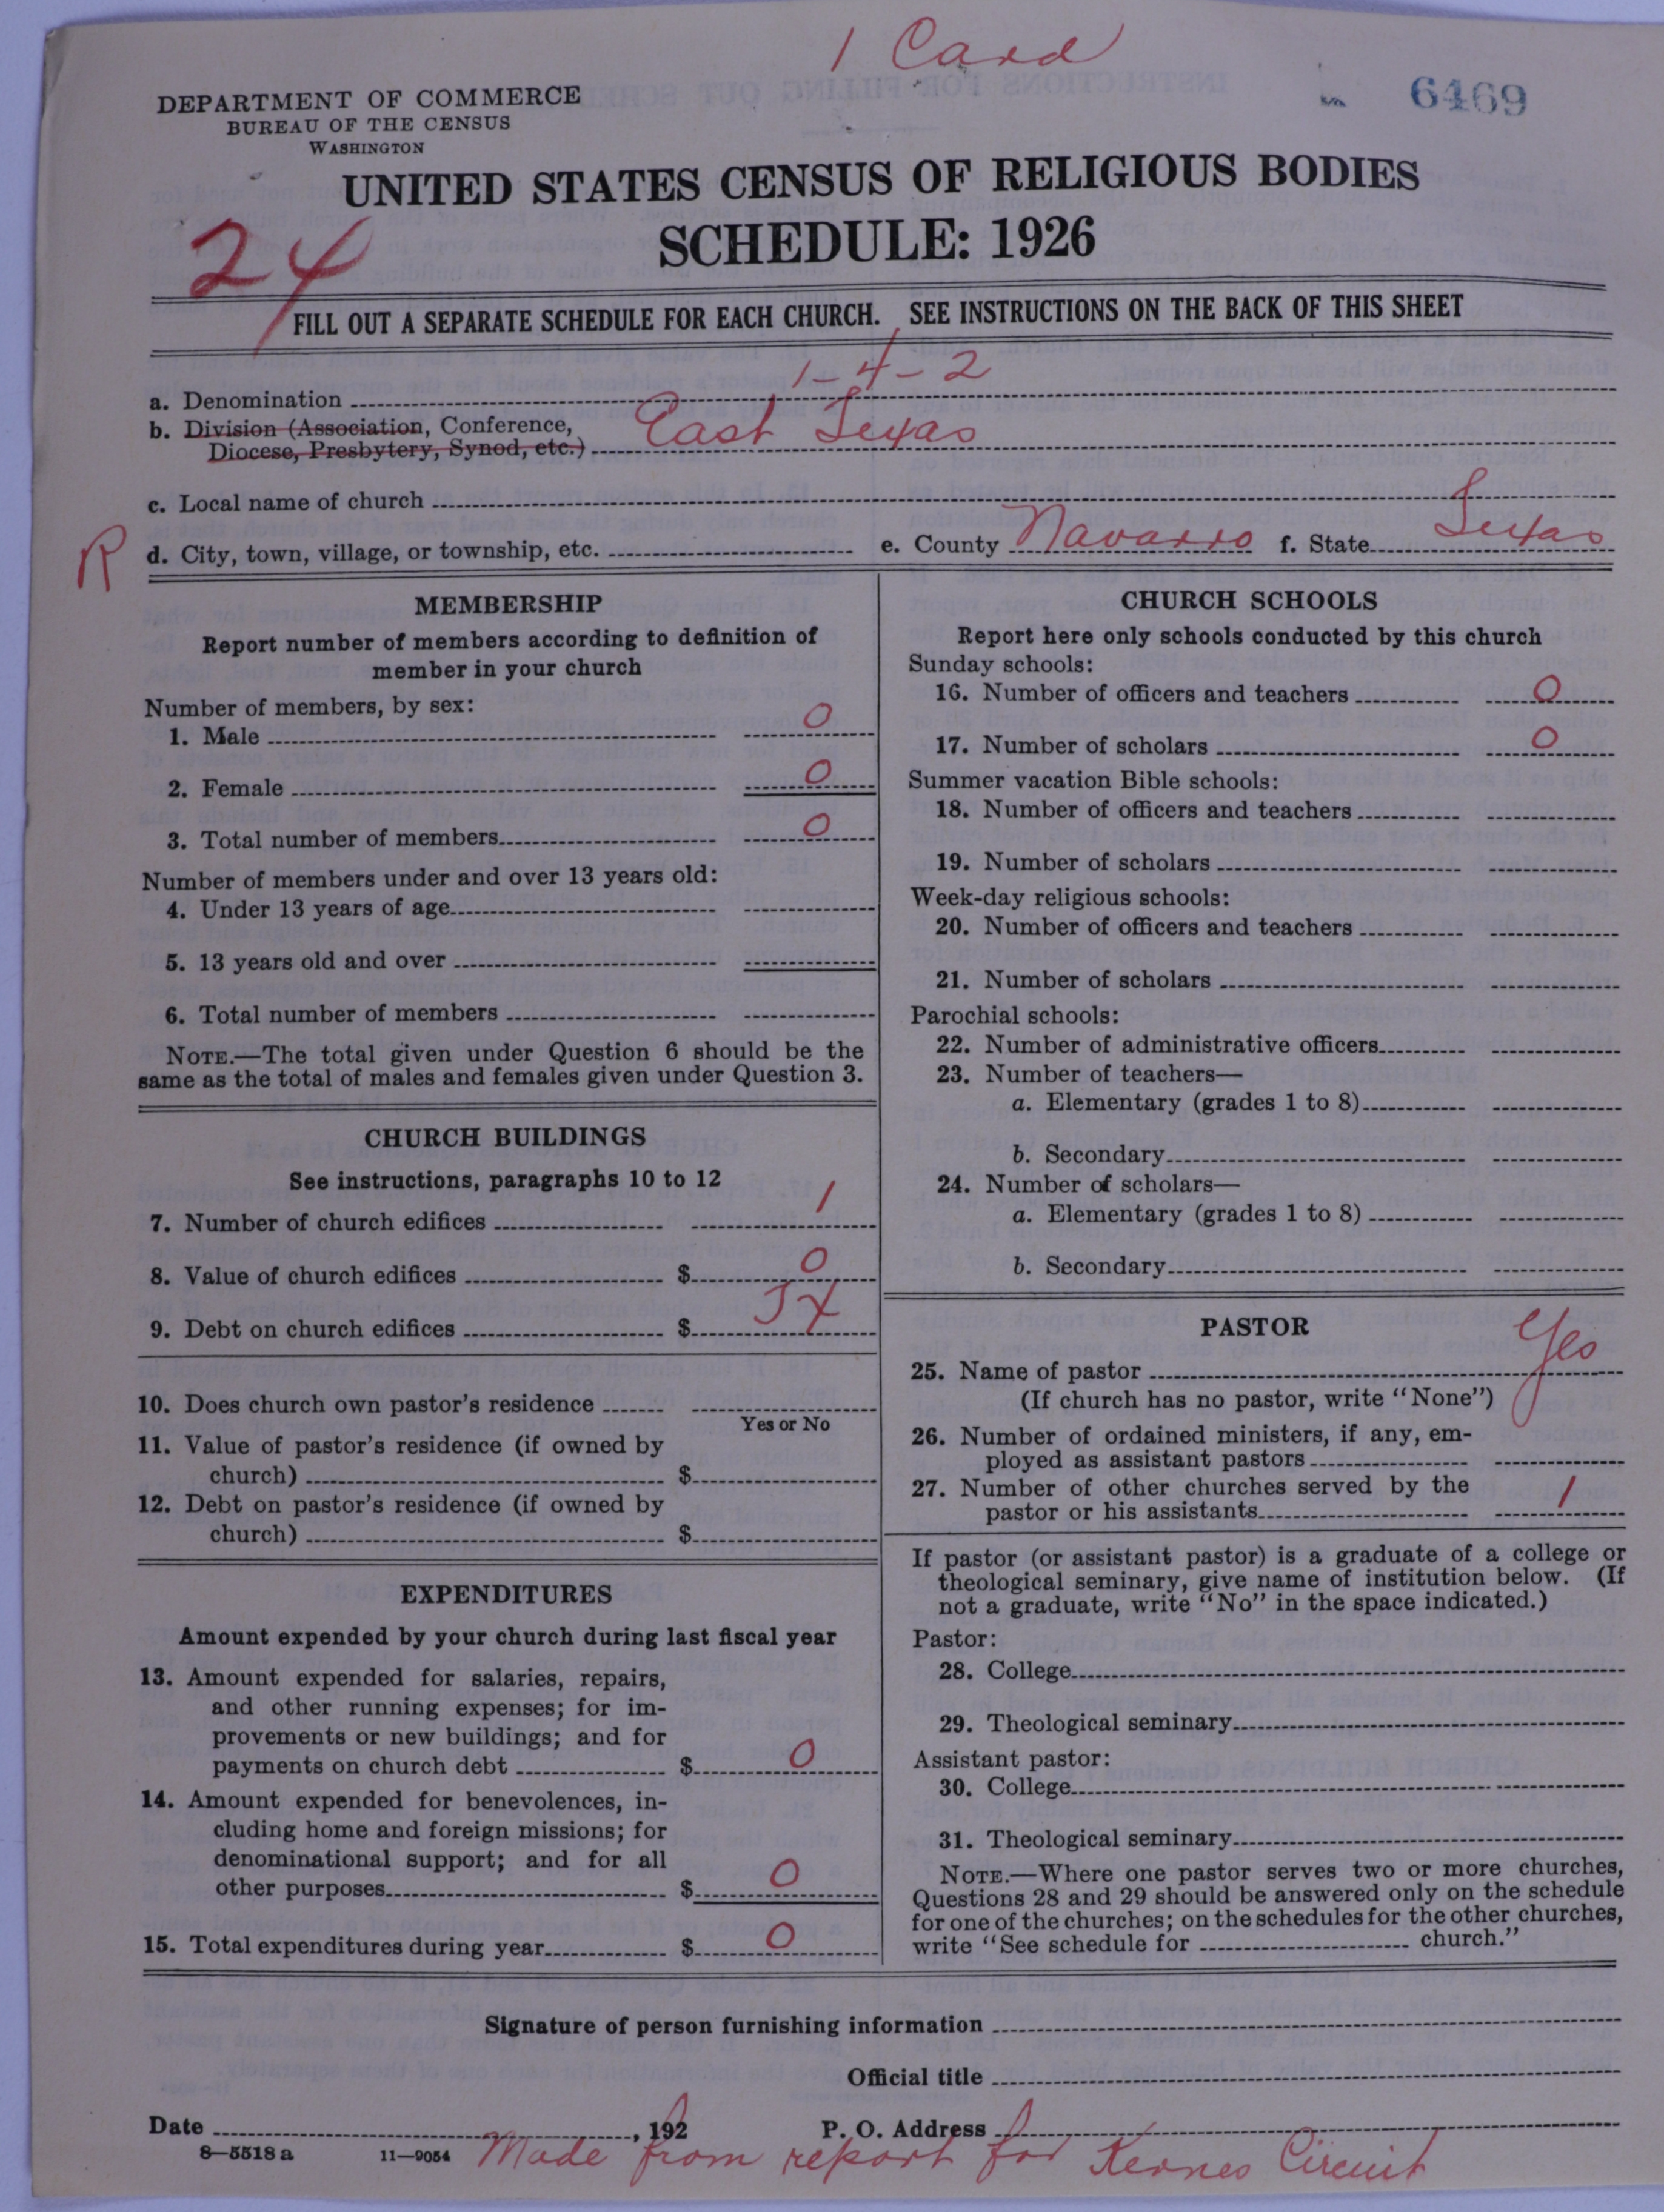 1 Card
DEPARTMENT OF COMMERCE
BUREAU OF THE CENSUS
WASHINGTON
6469
UNITED STATES CENSUS OF RELIGIOUS BODIES
SCHEDULE: 1926
24
FILL OUT A SEPARATE SCHEDULE FOR EACH CHURCH. SEE INSTRUCTIONS ON THE BACK OF THIS SHEET
a. Denomination 1-4-2
b. Division (Association, Conference,
Diocese, Presbytery, Synod, etc.) East Texas
c. Local name of church
R d. City, town, village, or township, etc. e. County Navarro f. State Texas
MEMBERSHIP
Report number of members according to definition of
member in your church
Number of members, by sex:
1. Male 0
2. Female 0
3. Total number of members 0
Number of members under and over 13 years old:
4. Under 13 years of age
5. 13 years old and over
6. Total number of members
NOTE.—The total given under Question 6 should be the
same as the total of males and females given under Question 3.
CHURCH BUILDINGS
See instructions, paragraphs 10 to 12
7. Number of church edifices 1
8. Value of church edifices $ 0
9. Debt on church edifices $
10. Does church own pastor's residence
Yes or No
11. Value of pastor's residence (if owned by
church) $
12. Debt on pastor's residence (if owned by
church) $
EXPENDITURES
Amount expended by your church during last fiscal year
13. Amount expended for salaries, repairs,
and other running expenses; for im-
provements or new buildings; and for
payments on church debt $ 0
14. Amount expended for benevolences, in-
cluding home and foreign missions; for
denominational support; and for all
other purposes $ 0
15. Total expenditures during year $ 0
CHURCH SCHOOLS
Report here only schools conducted by this church
Sunday schools:
16. Number of officers and teachers 0
17. Number of scholars 0
Summer vacation Bible schools:
18. Number of officers and teachers
19. Number of scholars
Week-day religious schools:
20. Number of officers and teachers
21. Number of scholars
Parochial schools:
22. Number of administrative officers
23. Number of teachers—
a. Elementary (grades 1 to 8)
b. Secondary
24. Number of scholars—
a. Elementary (grades 1 to 8)
b. Secondary
PASTOR
25. Name of pastor Yes
(If church has no pastor, write "None")
26. Number of ordained ministers, if any, em-
ployed as assistant pastors
27. Number of other churches served by the
pastor or his assistants 1
If pastor (or assistant pastor) is a graduate of a college or
theological seminary, give name of institution below. (If
not a graduate, write "No" in the space indicated.)
Pastor:
28. College
29. Theological seminary
Assistant pastor:
30. College
31. Theological seminary
NOTE.—Where one pastor serves two or more churches,
Questions 28 and 29 should be answered only on the schedule
for one of the churches; on the schedules for the other churches,
write "See schedule for church."
Signature of person furnishing information
Official title
Date , 192 P. O. Address
8—5518 a 11—9054 Made from report for Kernes Circuit